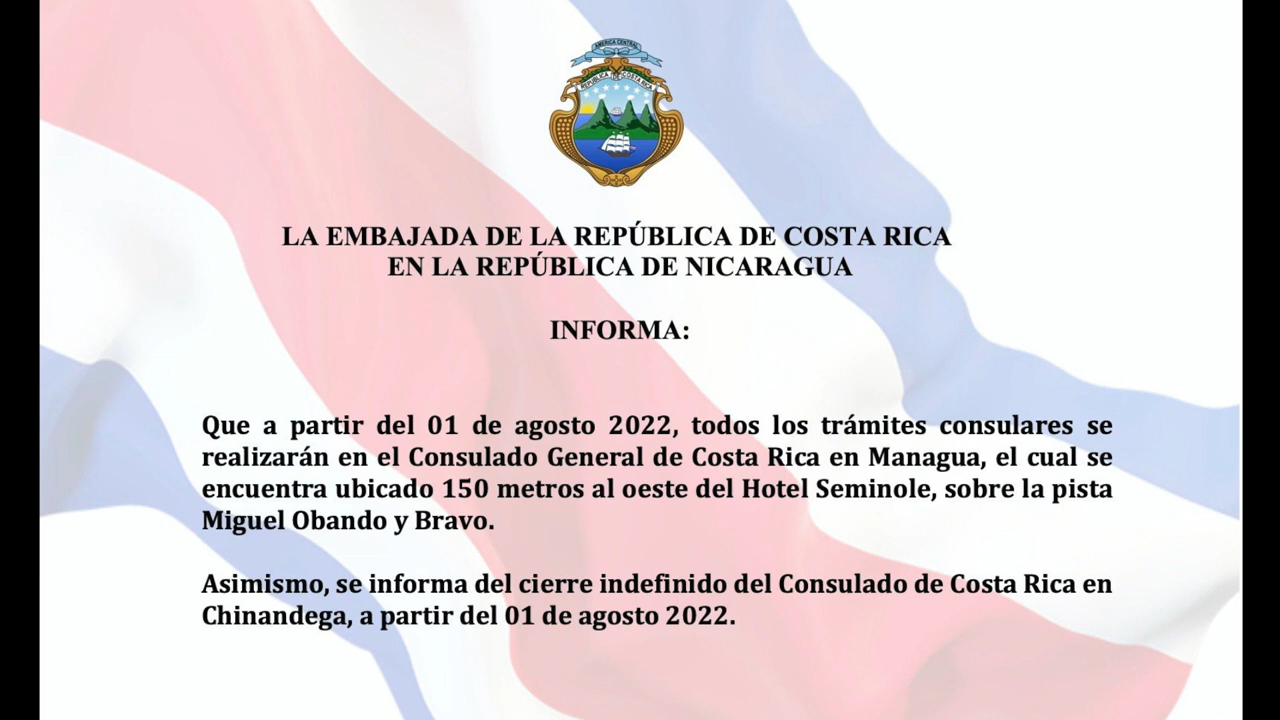 AMERICA CENTRAL
REPUBLICA DE COSTA RICA
LA EMBAJADA DE LA REPÚBLICA DE COSTA RICA
EN LA REPÚBLICA DE NICARAGUA
INFORMA:
Que a partir del 01 de agosto 2022, todos los trámites consulares se
realizarán en el Consulado General de Costa Rica en Managua, el cual se
encuentra ubicado 150 metros al oeste del Hotel Seminole, sobre la pista
Miguel Obando y Bravo.
Asimismo, se informa del cierre indefinido del Consulado de Costa Rica en
Chinandega, a partir del 01 de agosto 2022.